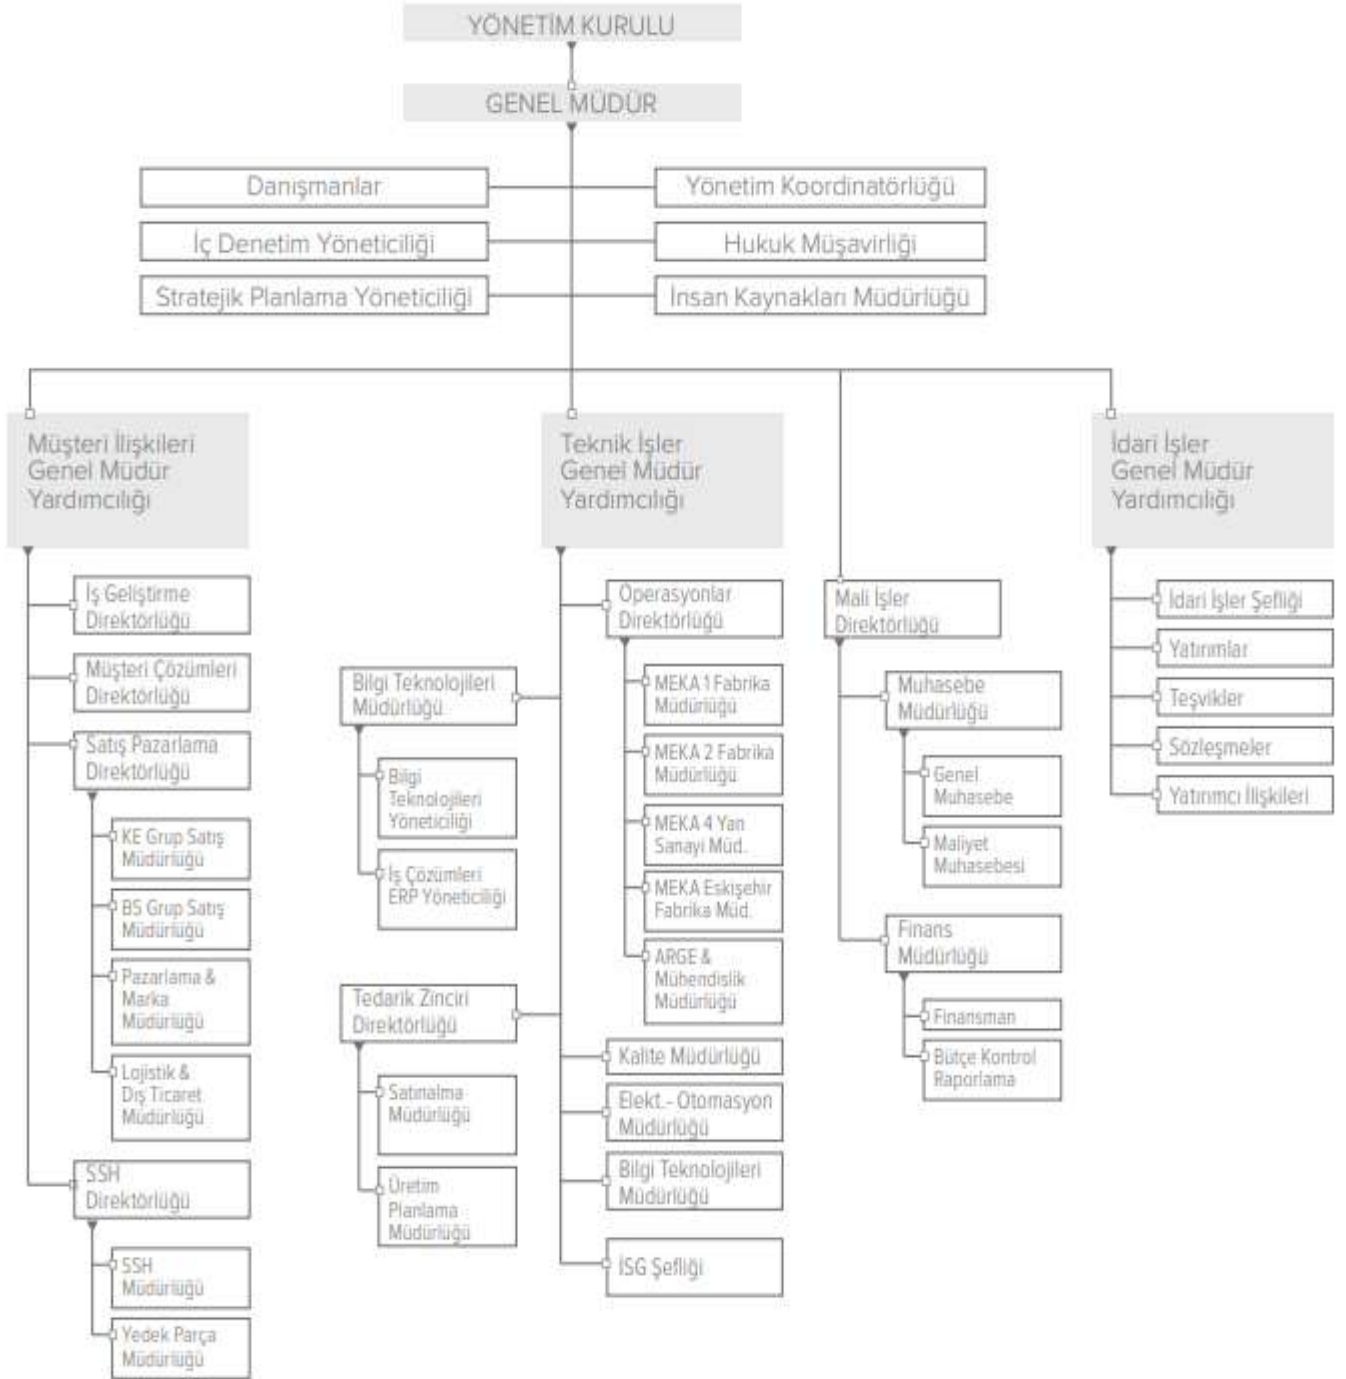 YÖNETİM KURULU
GENEL MÜDÜR
Danışmanlar
Yönetim Koordinatörlüğü
İç Denetim Yöneticiliği
Hukuk Müşavirliği
Stratejik Planlama Yöneticiliği
İnsan Kaynakları Müdürlüğü
Müşteri İlişkileri
Genel Müdür
Yardımcılığı
İş Geliştirme
Direktörlüğü
Müşteri Çözümleri
Direktörlüğü
Satış Pazarlama
Direktörlüğü
KE Grup Satış
Müdürlüğü
BS Grup Satış
Müdürlüğü
Pazarlama &
Marka
Müdürlüğü
Lojistik &
Dış Ticaret
Müdürlüğü
SSH
Direktörlüğü
SSH
Müdürlüğü
Yedek Parça
Müdürlüğü
Teknik İşler
Genel Müdür
Yardımcılığı
Bilgi Teknolojileri
Müdürlüğü
Bilgi
Teknolojileri
Yöneticiliği
İş Çözümleri
ERP Yöneticiliği
Tedarik Zinciri
Direktörlüğü
Satınalma
Müdürlüğü
Üretim
Planlama
Müdürlüğü
Operasyonlar
Direktörlüğü
MEKA 1 Fabrika
Müdürlüğü
MEKA 2 Fabrika
Müdürlüğü
MEKA 4 Yan
Sanayi Müd.
MEKA Eskişehir
Fabrika Müd.
ARGE &
Mühendislik
Müdürlüğü
Kalite Müdürlüğü
Elekt.- Otomasyon
Müdürlüğü
Bilgi Teknolojileri
Müdürlüğü
İSG Şefliği
Mali İşler
Direktörlüğü
Muhasebe
Müdürlüğü
Genel
Muhasebe
Maliyet
Muhasebesi
Finans
Müdürlüğü
Finansman
Bütçe Kontrol
Raporlama
İdari İşler
Genel Müdür
Yardımcılığı
İdari İşler Şefliği
Yatırımlar
Teşvikler
Sözleşmeler
Yatırımcı İlişkileri